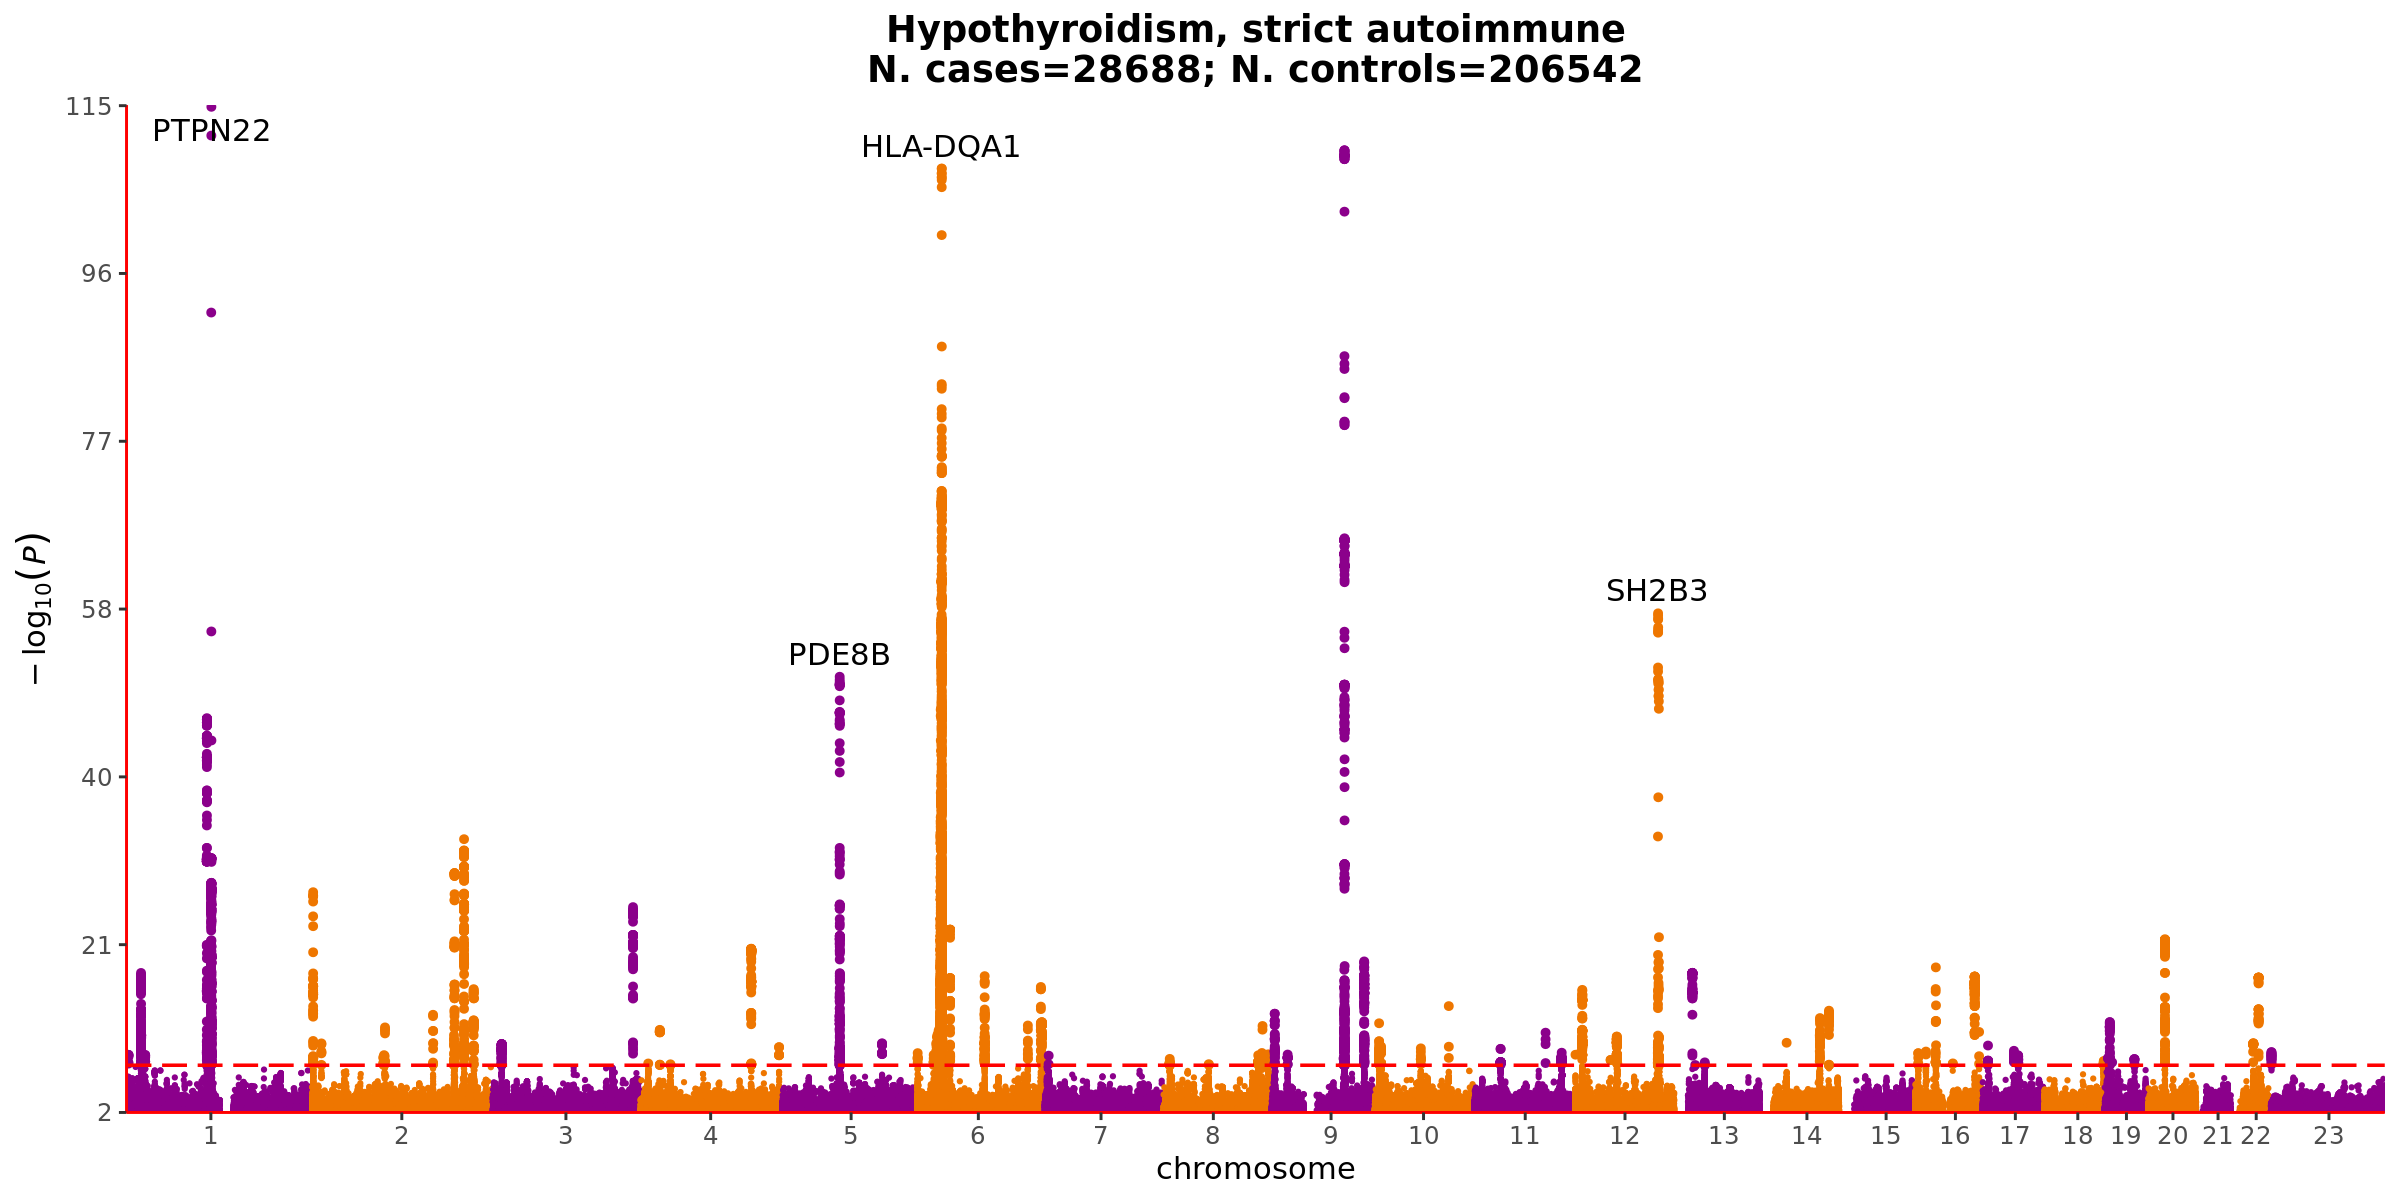 Hypothyroidism, strict autoimmune
N. cases=28688; N. controls=206542
115
PTPN22
HLA-DQA1
96
77
58
SH2B3
PDE8B
40
21
2
−log10(P)
1 2 3 4 5 6 7 8 9 10 11 12 13 14 15 16 17 18 19 20 21 22 23
chromosome